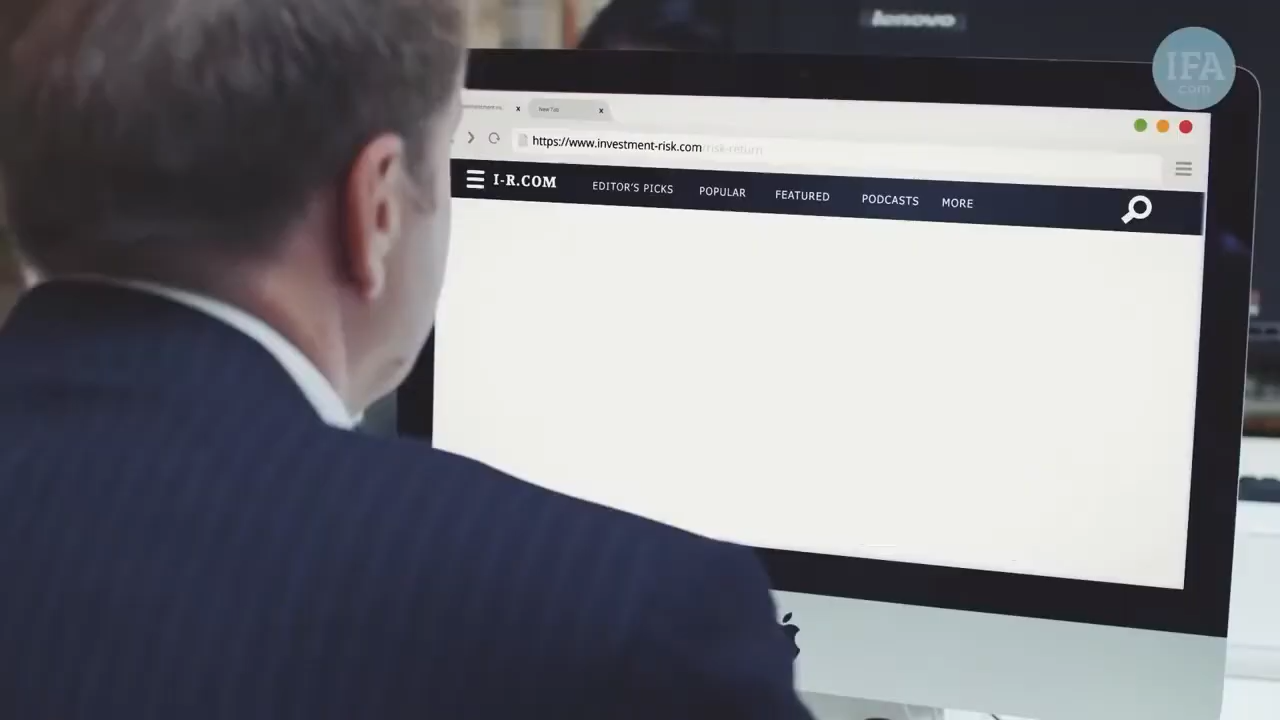 lenovo
IFA
.com
New Tab
https://www.investment-risk.com/risk-return
I-R.COM
EDITOR'S PICKS
POPULAR
FEATURED
PODCASTS
MORE